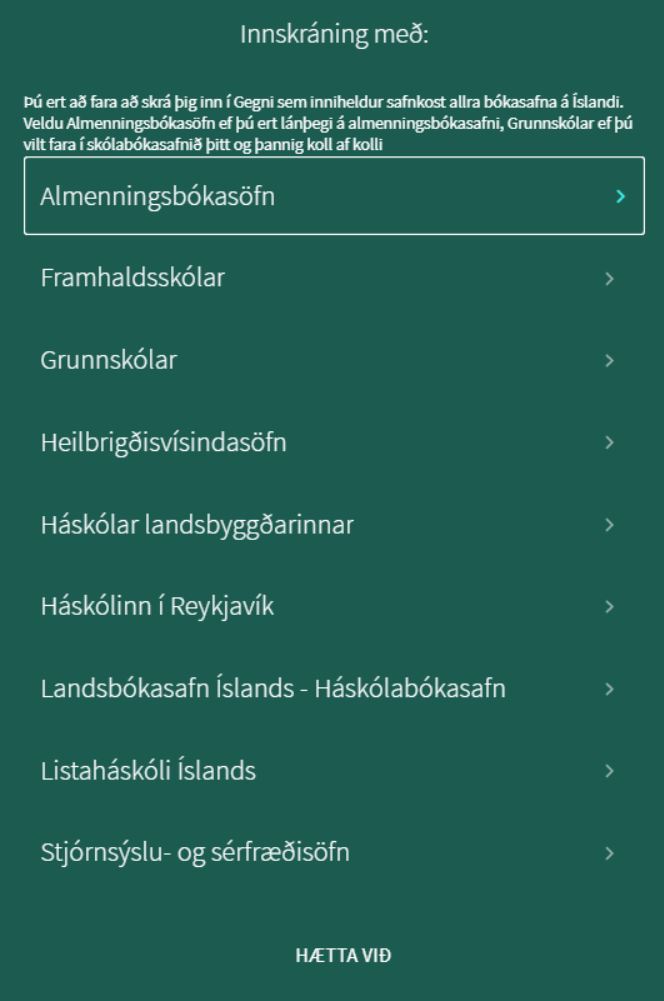 Innskráning með:
Þú ert að fara að skrá þig inn í Gegni sem inniheldur safnkost allra bókasafna á Íslandi.
Veldu Almenningsbókasöfn ef þú ert lánþegi á almenningsbókasafni, Grunnskólar ef þú
vilt fara í skólabókasafnið þitt og þannig koll af kolli
Almenningsbókasöfn
Framhaldsskólar
Grunnskólar
Heilbrigðisvísindasöfn
Háskólar landsbyggðarinnar
Háskólinn í Reykjavík
Landsbókasafn Íslands - Háskólabókasafn
Listaháskóli Íslands
Stjórnsýslu- og sérfræðisöfn
HÆTTA VIÐ